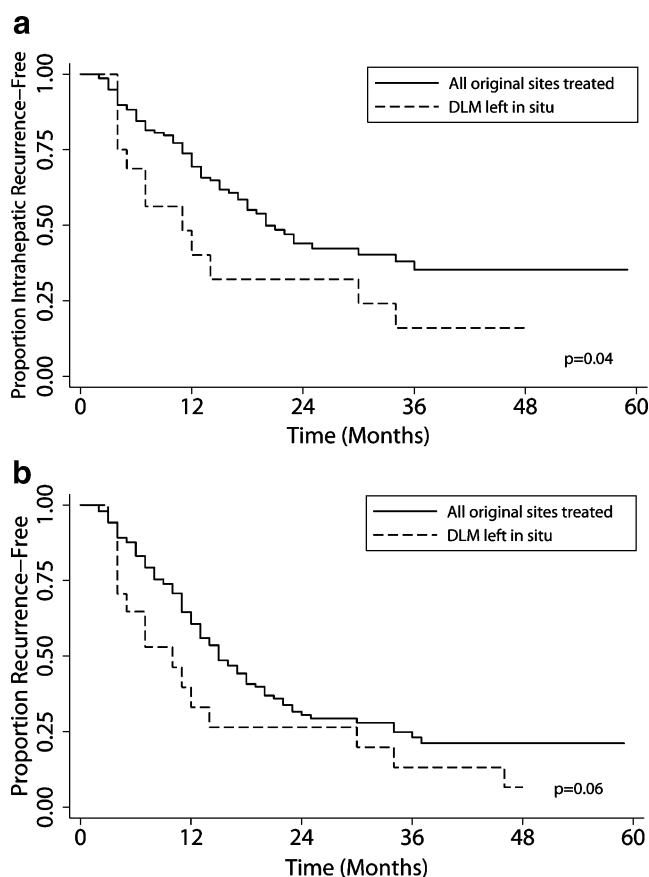 a
Proportion Intrahepatic Recurrence−Free
1.00
0.75
0.50
0.25
0.00
All original sites treated
DLM left in situ
p=0.04
0 12 24 36 48 60
Time (Months)
b
Proportion Recurrence−Free
1.00
0.75
0.50
0.25
0.00
All original sites treated
DLM left in situ
p=0.06
0 12 24 36 48 60
Time (Months)